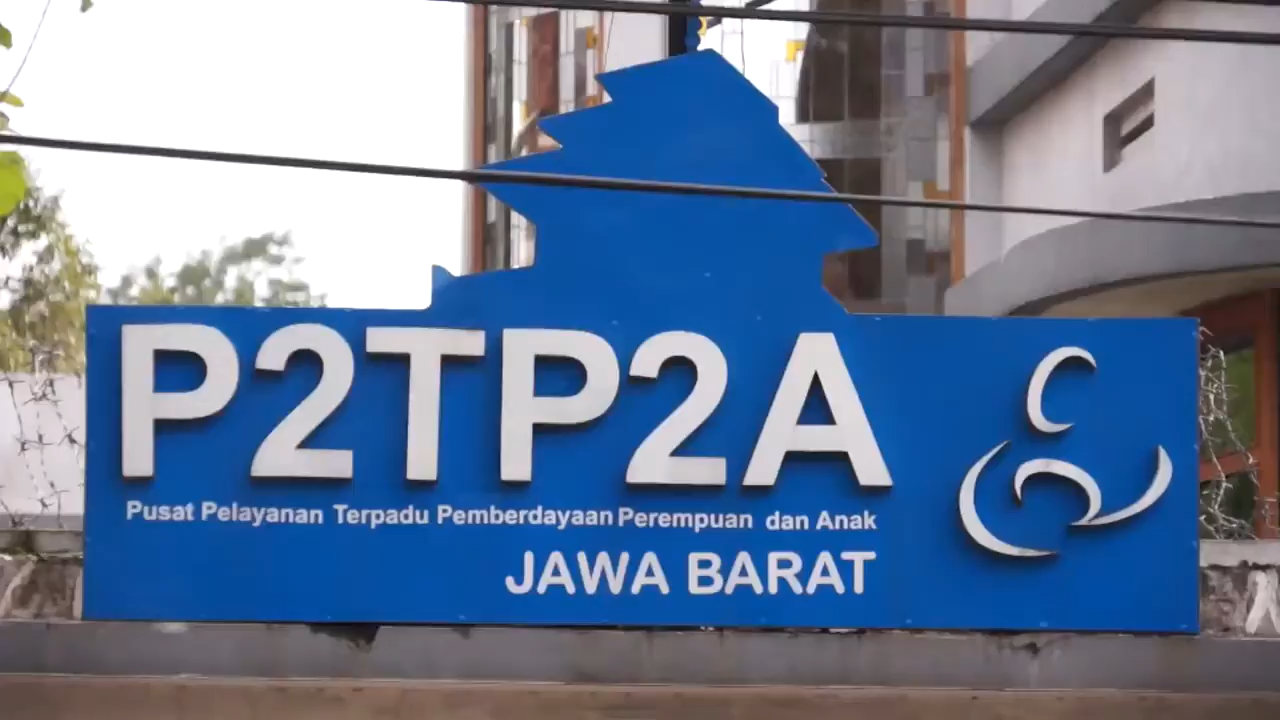 P2TP2A
Pusat Pelayanan Terpadu Pemberdayaan Perempuan dan Anak
JAWA BARAT